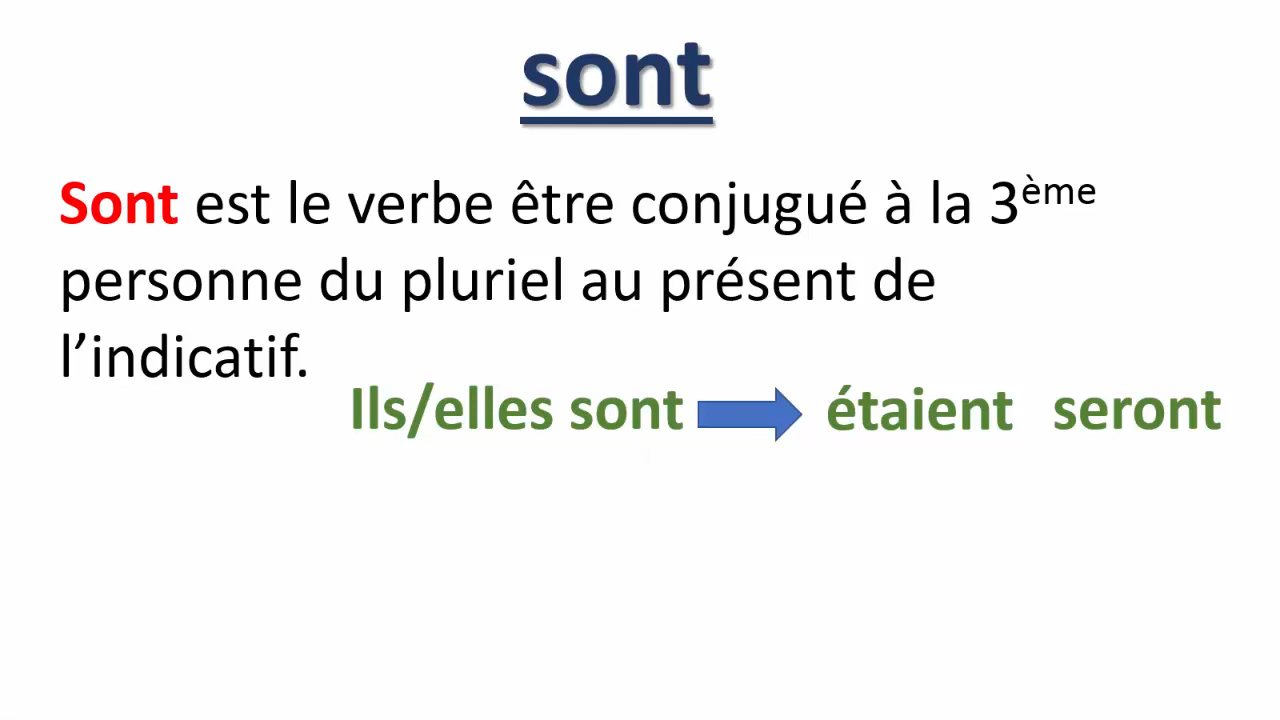 sont
Sont est le verbe être conjugué à la 3ème
personne du pluriel au présent de
l’indicatif.
Ils/elles sont étaient seront